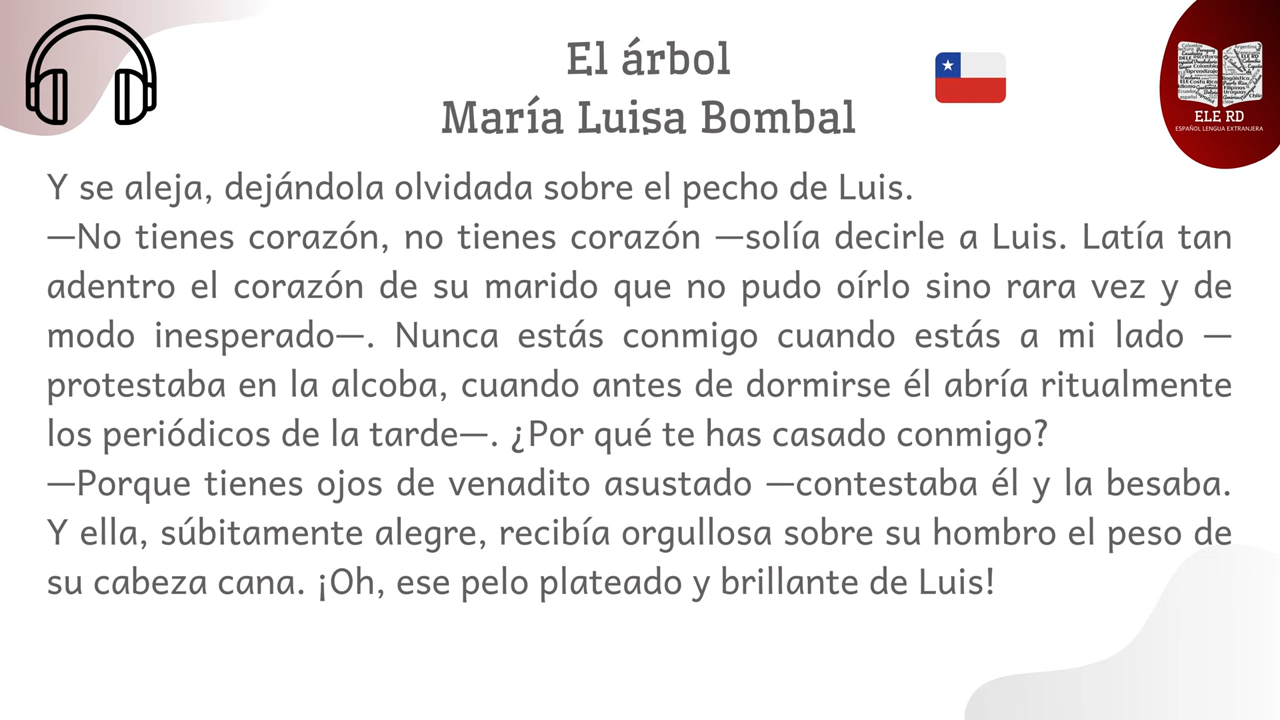 El árbol
María Luisa Bombal
ELE RD
ESPAÑOL LENGUA EXTRANJERA
Y se aleja, dejándola olvidada sobre el pecho de Luis.
—No tienes corazón, no tienes corazón —solía decirle a Luis. Latía tan
adentro el corazón de su marido que no pudo oírlo sino rara vez y de
modo inesperado—. Nunca estás conmigo cuando estás a mi lado —
protestaba en la alcoba, cuando antes de dormirse él abría ritualmente
los periódicos de la tarde—. ¿Por qué te has casado conmigo?
—Porque tienes ojos de venadito asustado —contestaba él y la besaba.
Y ella, súbitamente alegre, recibía orgullosa sobre su hombro el peso de
su cabeza cana. ¡Oh, ese pelo plateado y brillante de Luis!